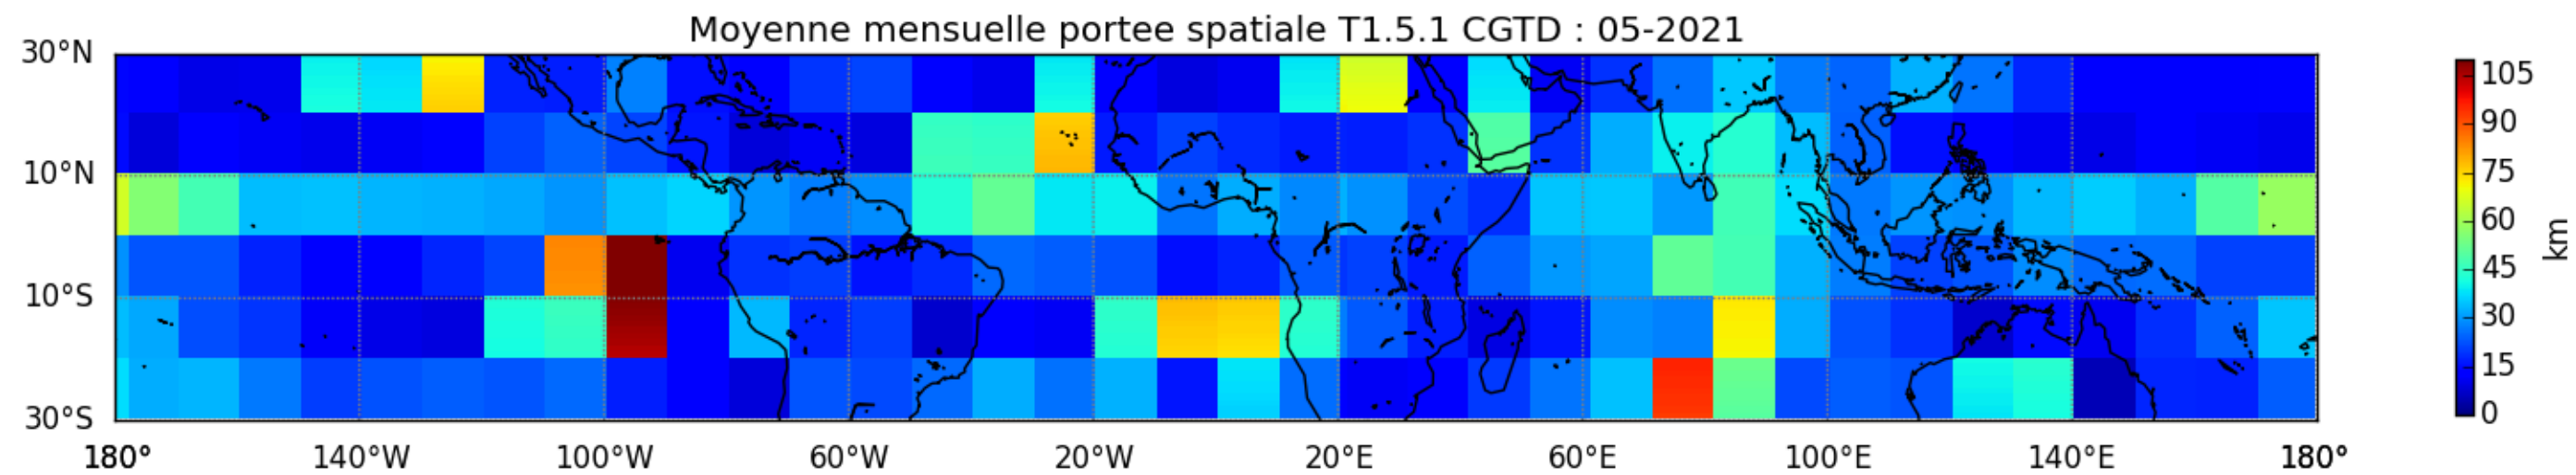 Moyenne mensuelle portee spatiale T1.5.1 CGTD : 05-2021
30°N
10°N
10°S
30°S
180° 140°W 100°W 60°W 20°W 20°E 60°E 100°E 140°E 180°
105
90
75
60
45
30
15
0
km